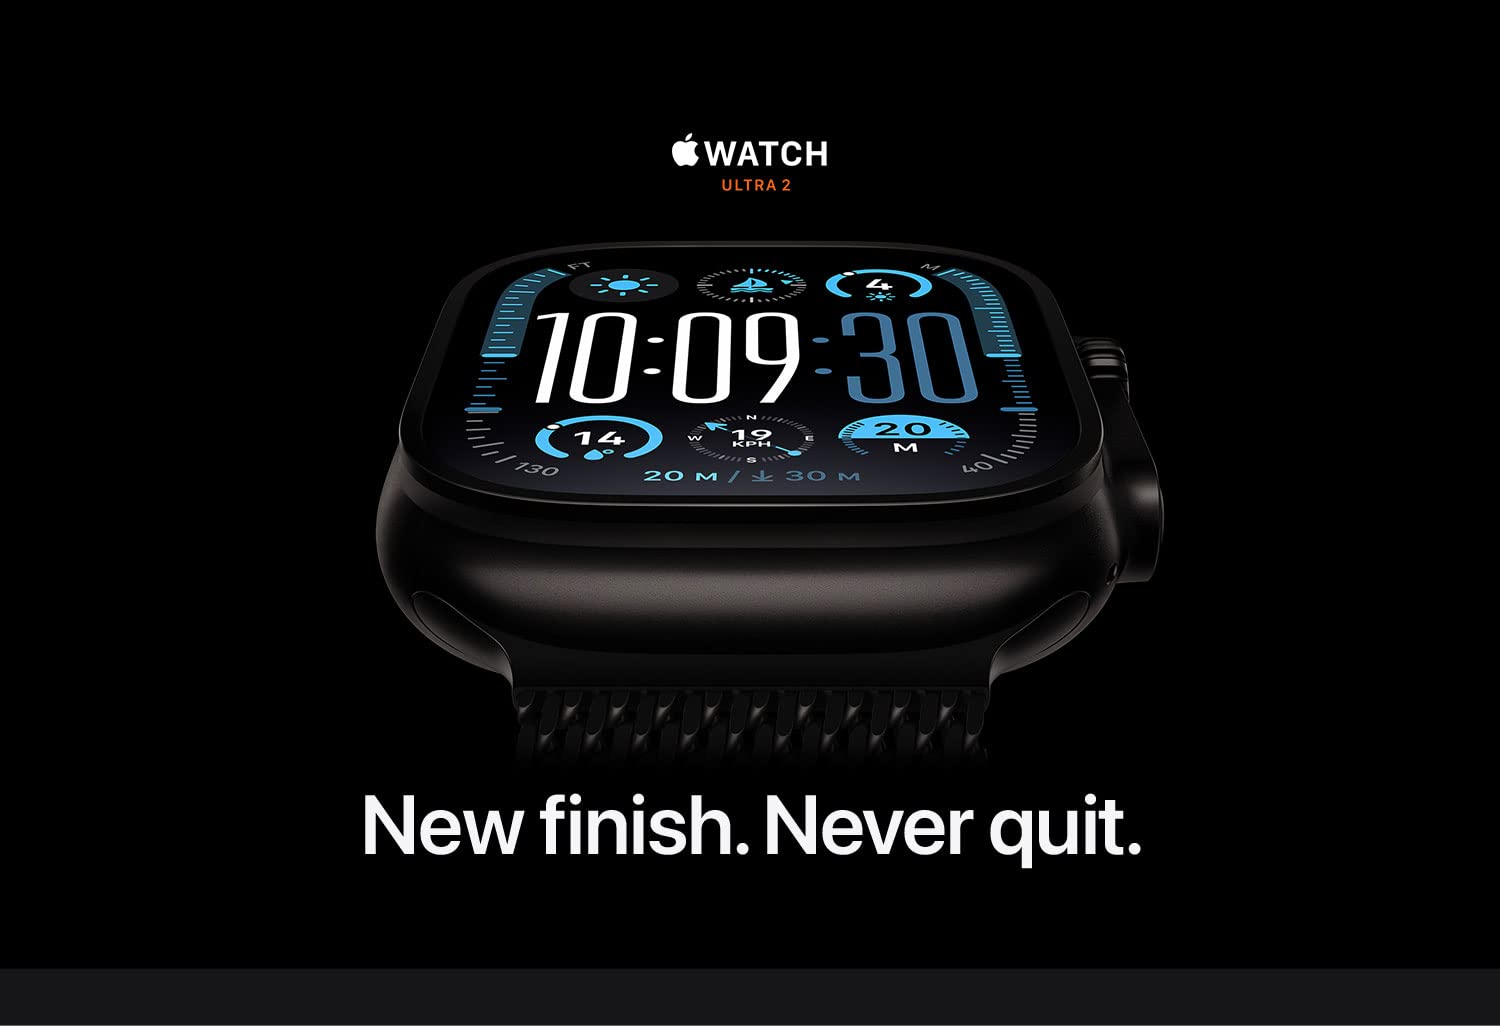 WATCH
ULTRA 2
FT
M
4
10:09:30
14
N
W
19
E
KPH
S
20
M
130
40
20 M / 30 M
New finish. Never quit.